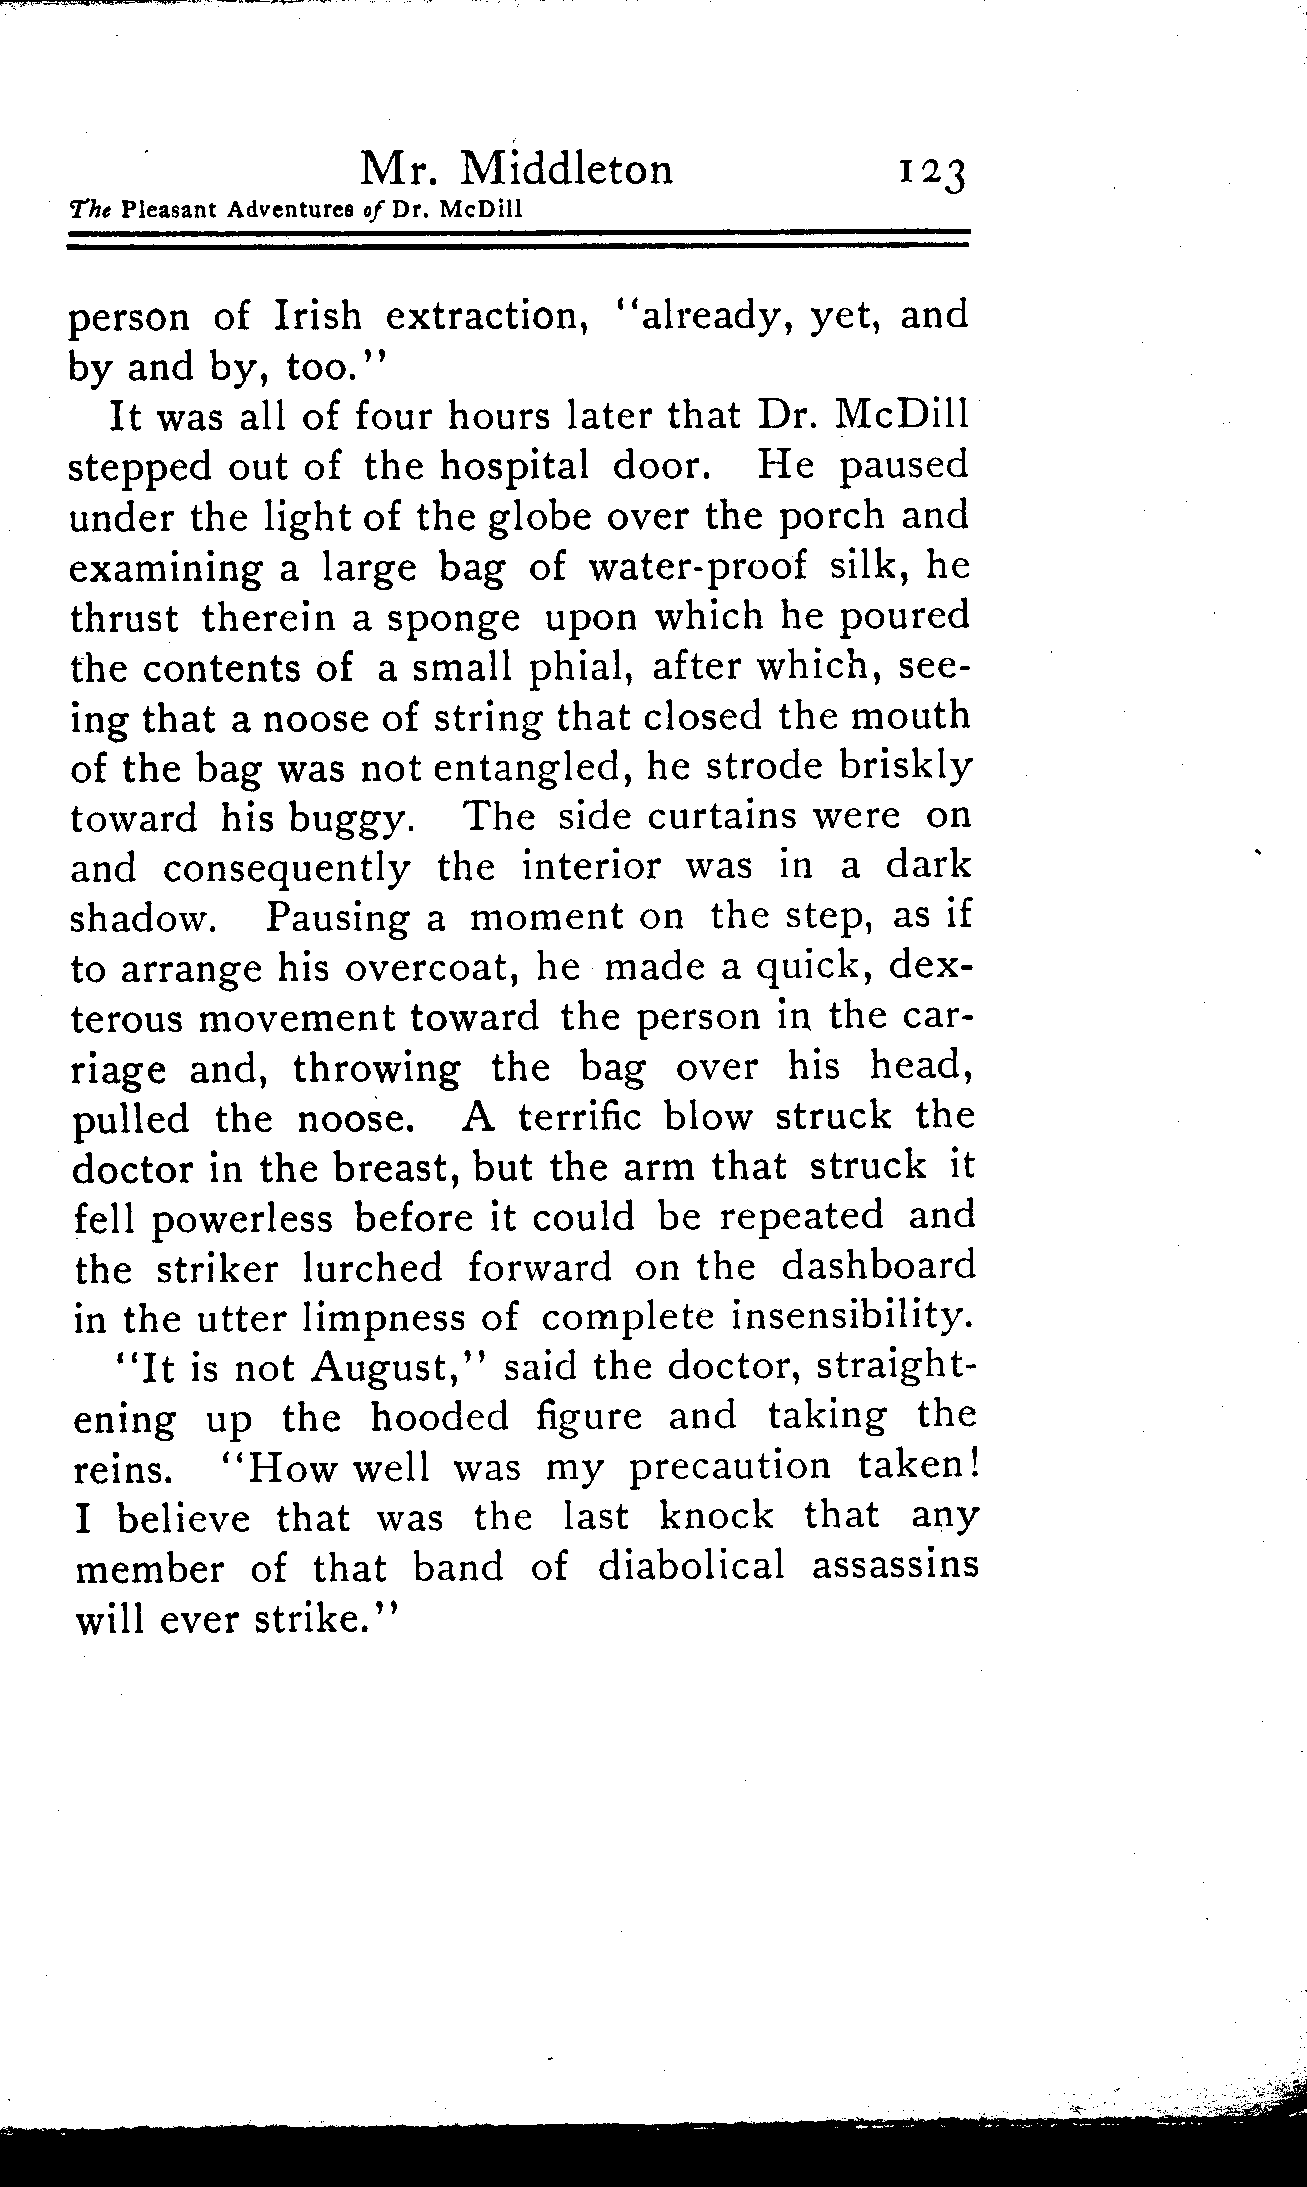 Mr. Middleton 123
The Pleasant Adventures of Dr. McDill
person of Irish extraction, "already, yet, and
by and by, too."
It was all of four hours later that Dr. McDill
stepped out of the hospital door. He paused
under the light of the globe over the porch and
examining a large bag of water-proof silk, he
thrust therein a sponge upon which he poured
the contents of a small phial, after which, see-
ing that a noose of string that closed the mouth
of the bag was not entangled, he strode briskly
toward his buggy. The side curtains were on
and consequently the interior was in a dark
shadow. Pausing a moment on the step, as if
to arrange his overcoat, he made a quick, dex-
terous movement toward the person in the car-
riage and, throwing the bag over his head,
pulled the noose. A terrific blow struck the
doctor in the breast, but the arm that struck it
fell powerless before it could be repeated and
the striker lurched forward on the dashboard
in the utter limpness of complete insensibility.
"It is not August," said the doctor, straight-
ening up the hooded figure and taking the
reins. "How well was my precaution taken!
I believe that was the last knock that any
member of that band of diabolical assassins
will ever strike."